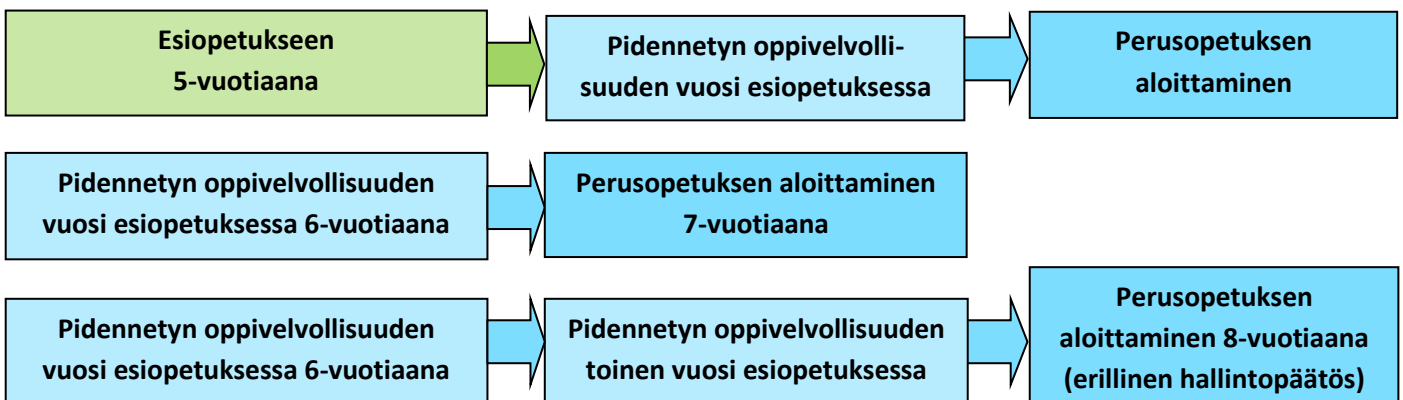 Esiopetukseen
5-vuotiaana
Pidennetyn oppivelvolli-
suuden vuosi esiopetuksessa
Perusopetuksen
aloittaminen
Pidennetyn oppivelvollisuuden
vuosi esiopetuksessa 6-vuotiaana
Perusopetuksen aloittaminen
7-vuotiaana
Pidennetyn oppivelvollisuuden
vuosi esiopetuksessa 6-vuotiaana
Pidennetyn oppivelvollisuuden
toinen vuosi esiopetuksessa
Perusopetuksen
aloittaminen 8-vuotiaana
(erillinen hallintopäätös)